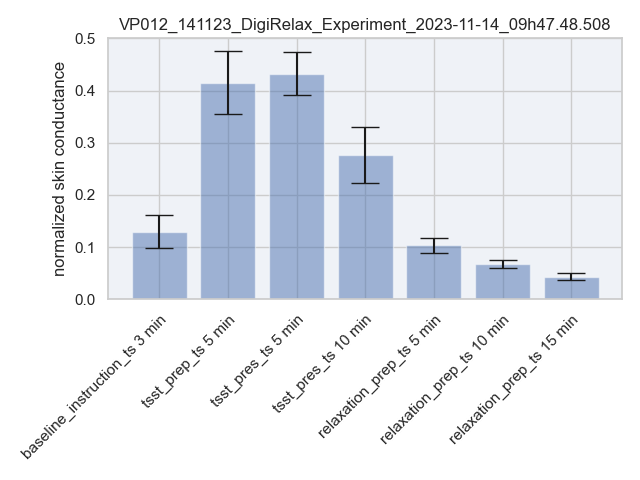 VP012_141123_DigiRelax_Experiment_2023-11-14_09h47.48.508
normalized skin conductance
0.5
0.4
0.3
0.2
0.1
0.0
baseline_instruction_ts 3 min
tsst_prep_ts 5 min
tsst_pres_ts 5 min
tsst_pres_ts 10 min
relaxation_prep_ts 5 min
relaxation_prep_ts 10 min
relaxation_prep_ts 15 min